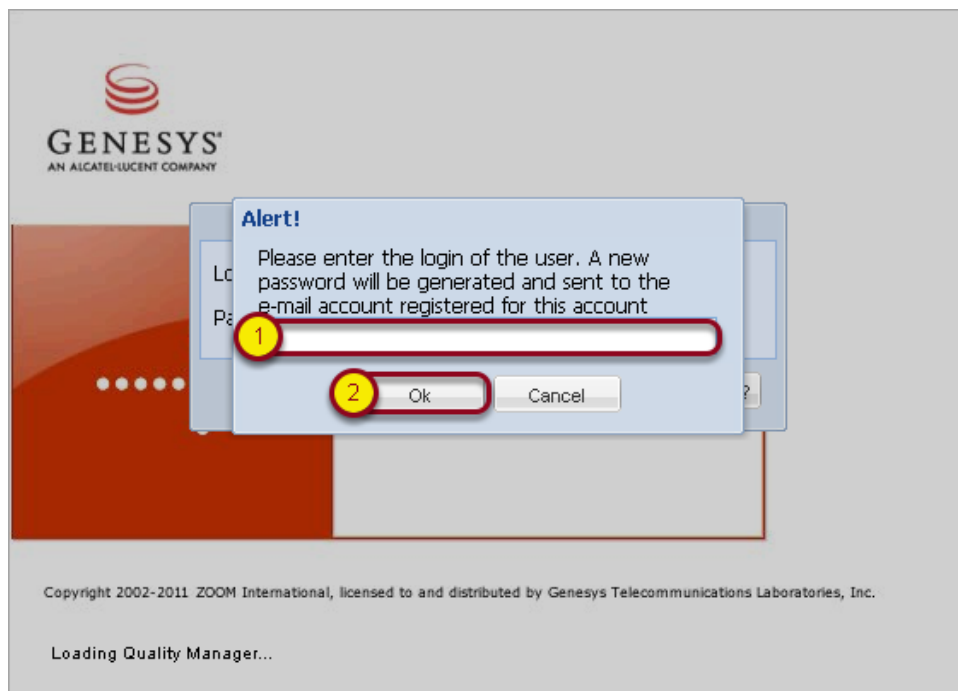 GENESYS
AN ALCATEL-LUCENT COMPANY
Alert!
Please enter the login of the user. A new
password will be generated and sent to the
e-mail account registered for this account
Lo
Pa
1
2
Ok
Cancel
?
Copyright 2002-2011 ZOOM International, licensed to and distributed by Genesys Telecommunications Laboratories, Inc.
Loading Quality Manager...